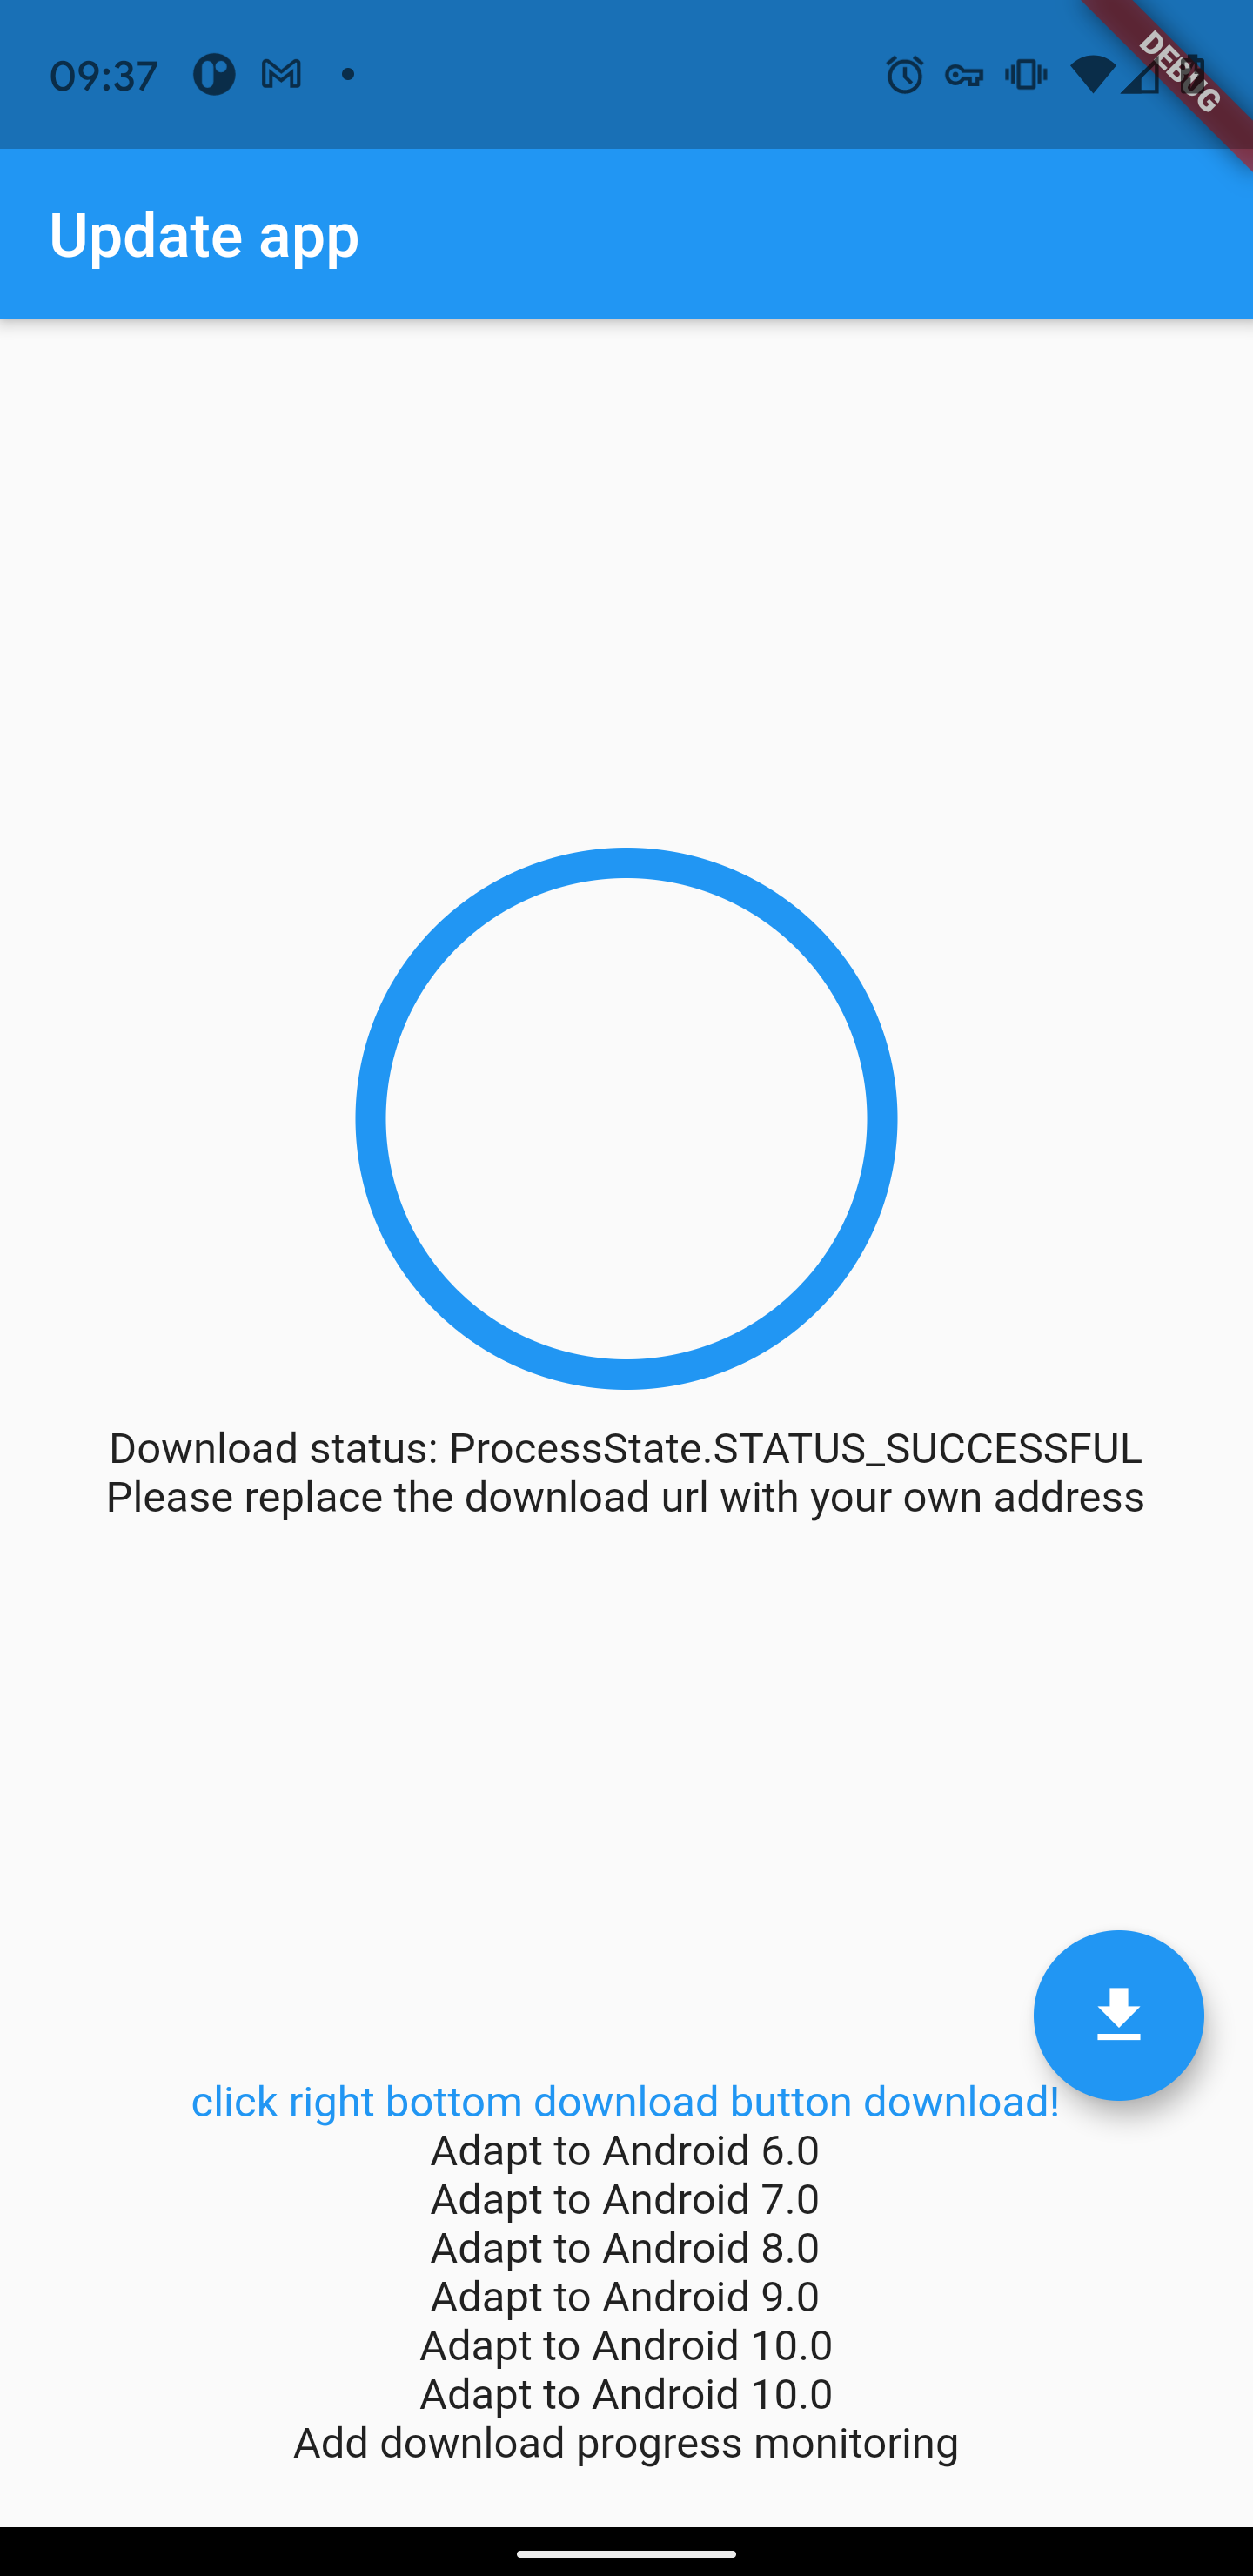 09:37
DEBUG
Update app
Download status: ProcessState.STATUS_SUCCESSFUL
Please replace the download url with your own address
click right bottom download button download!
Adapt to Android 6.0
Adapt to Android 7.0
Adapt to Android 8.0
Adapt to Android 9.0
Adapt to Android 10.0
Adapt to Android 10.0
Add download progress monitoring